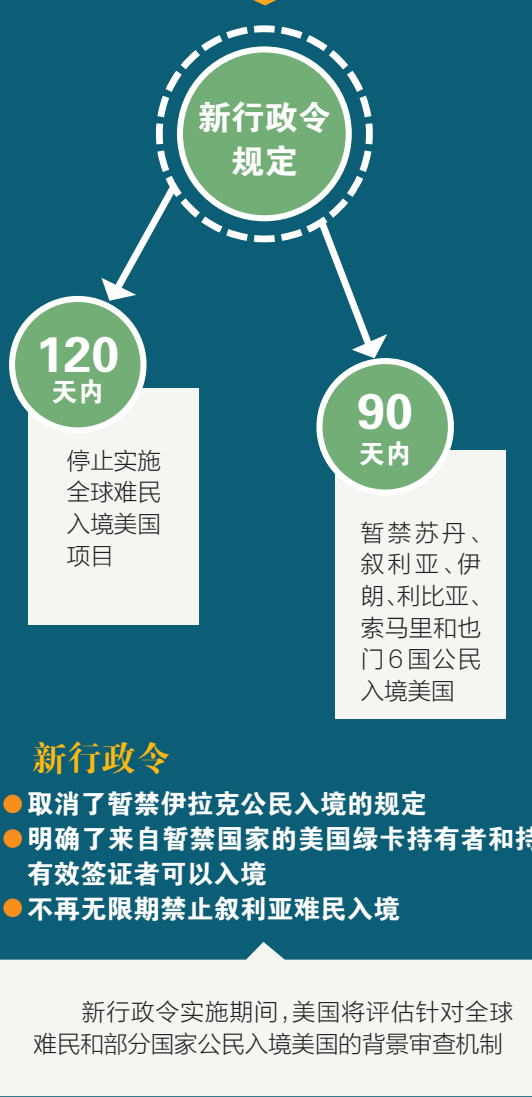 新行政令
规定
120
天内
停止实施
全球难民
入境美国
项目
90
天内
暂禁苏丹、
叙利亚、伊
朗、利比亚、
索马里和也
门6国公民
入境美国
新行政令
取消了暂禁伊拉克公民入境的规定
明确了来自暂禁国家的美国绿卡持有者和持
有效签证者可以入境
不再无限期禁止叙利亚难民入境
新行政令实施期间,美国将评估针对全球
难民和部分国家公民入境美国的背景审查机制